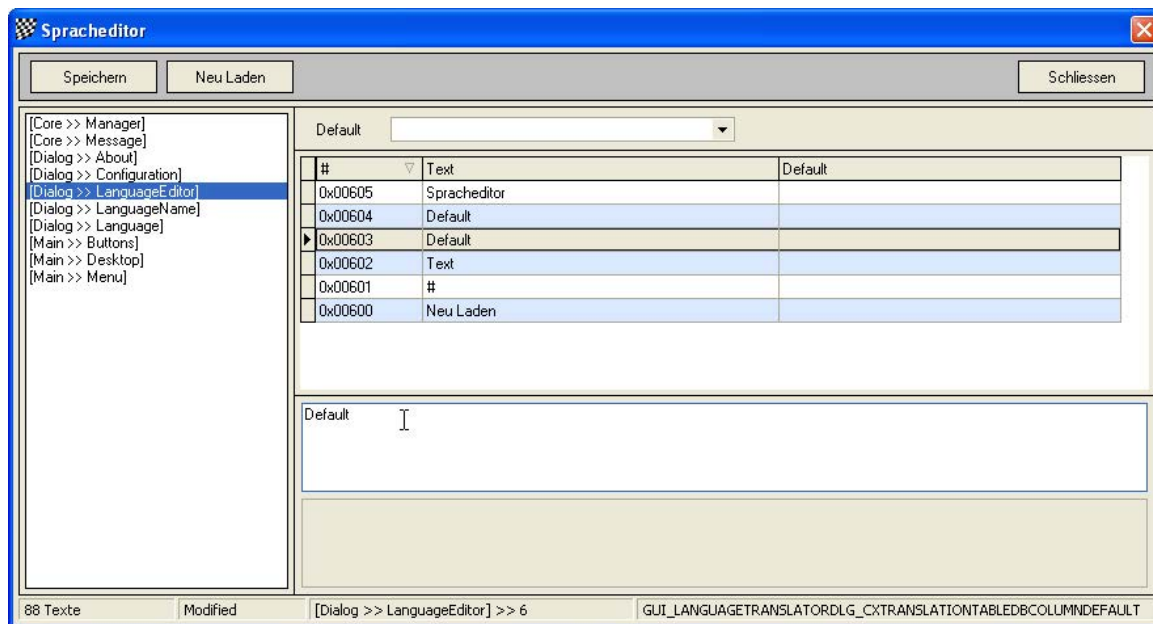 Spracheditor
Speichern Neu Laden Schliessen
[Core >> Manager]
[Core >> Message]
[Dialog >> About]
[Dialog >> Configuration]
[Dialog >> LanguageEditor]
[Dialog >> LanguageName]
[Dialog >> Language]
[Main >> Buttons]
[Main >> Desktop]
[Main >> Menu]
Default
# Text Default
0x00605 Spracheditor
0x00604 Default
0x00603 Default
0x00602 Text
0x00601 #
0x00600 Neu Laden
Default
88 Texte Modified [Dialog >> LanguageEditor] >> 6 GUI_LANGUAGETRANSLATORDLG_CXTRANSLATIONTABLEDBCOLUMNDEFAULT